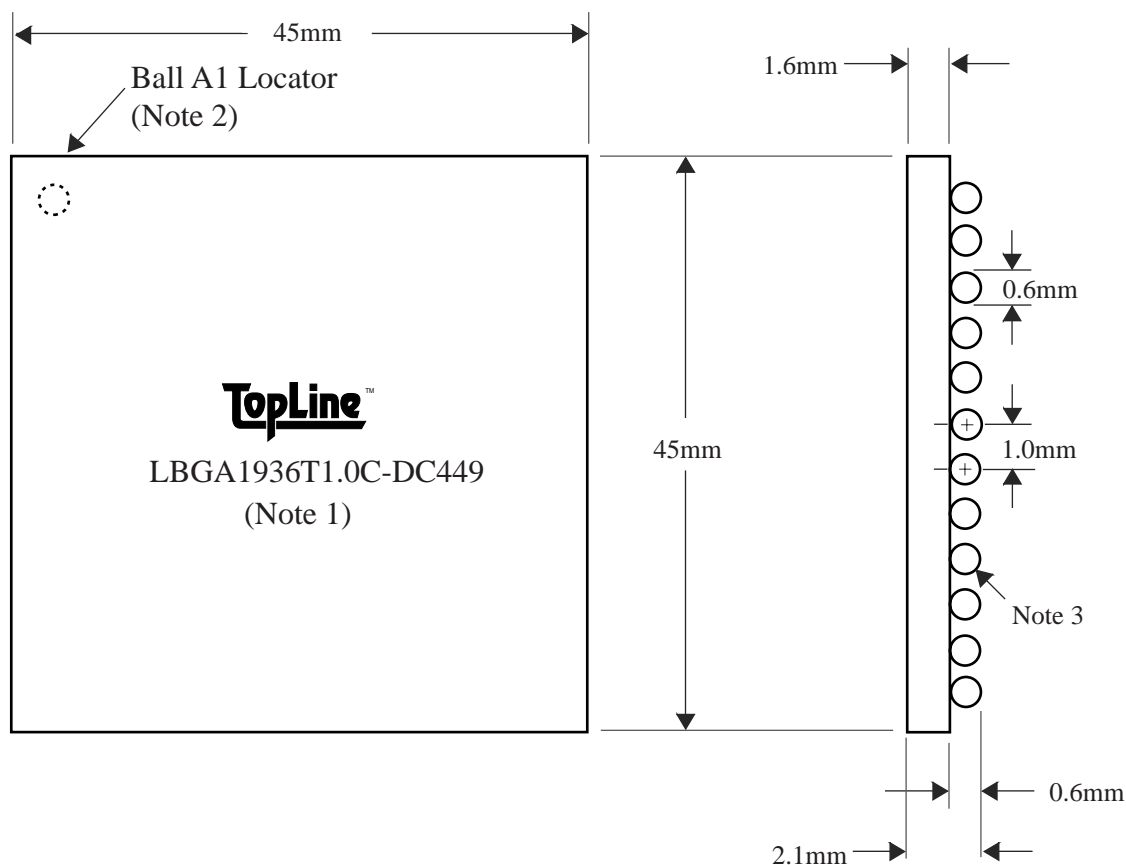 45mm
1.6mm
Ball A1 Locator
(Note 2)
0.6mm
TopLine™
LBGA1936T1.0C-DC449
(Note 1)
45mm
1.0mm
Note 3
0.6mm
2.1mm